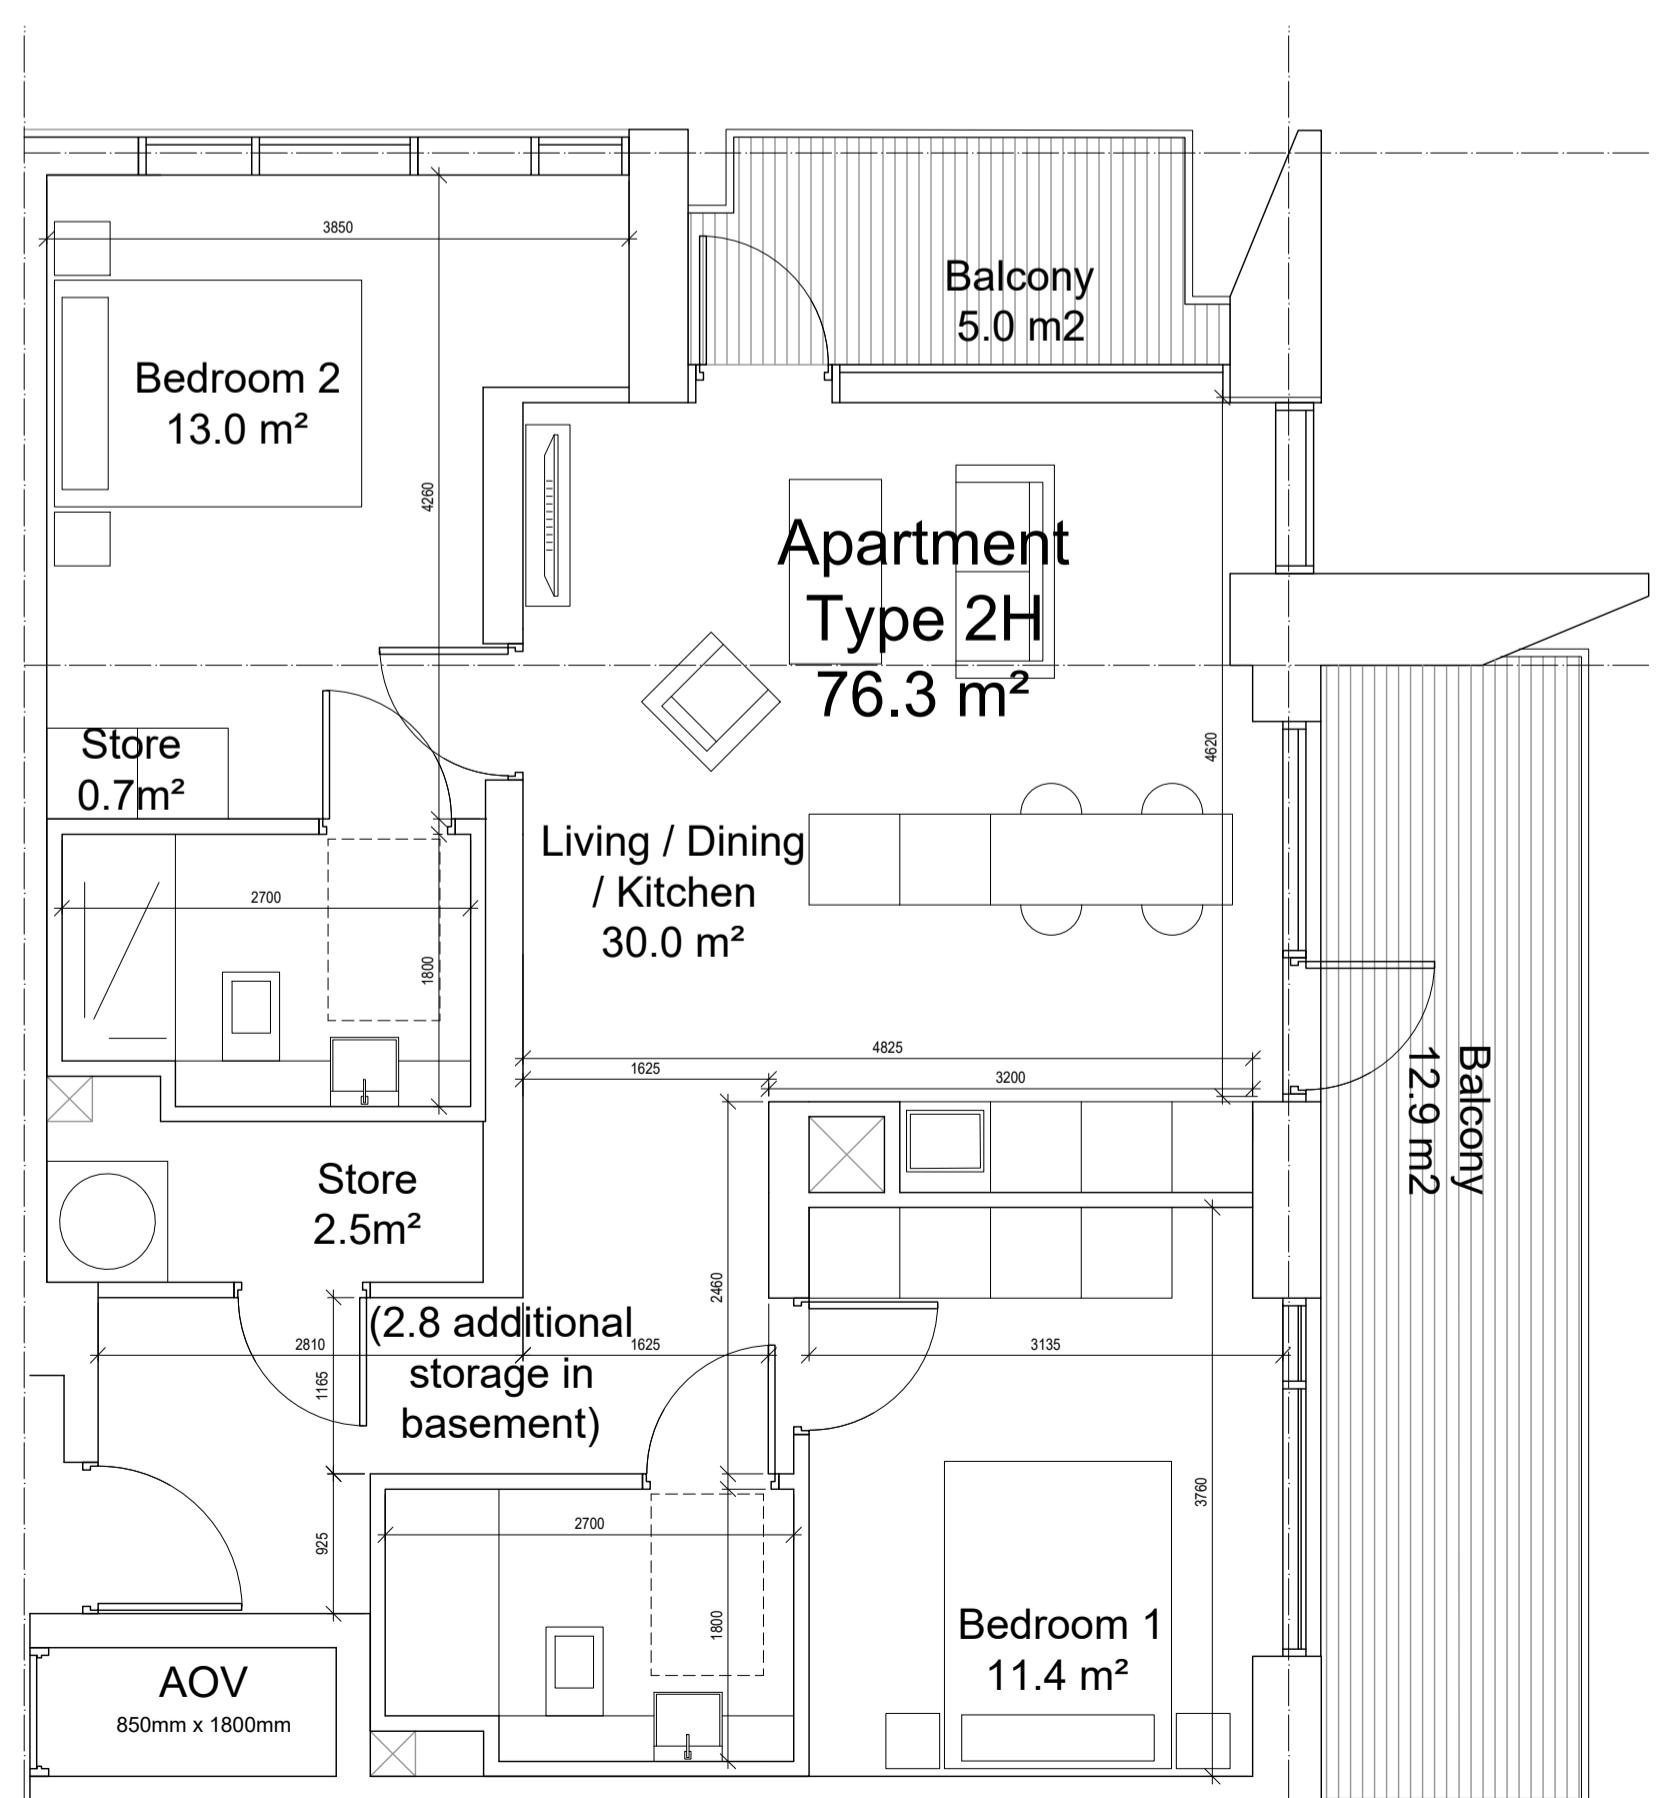 3850
Balcony
5.0 m2
Bedroom 2
13.0 m²
4260
Apartment
Type 2H
76.3 m²
4620
Store
0.7m²
Living / Dining
/ Kitchen
30.0 m²
2700
1800
4825
1625
3200
Balcony
12.9 m2
Store
2.5m²
2460
(2.8 additional
storage in
basement)
2810
1625
3135
1165
925
3760
2700
1800
Bedroom 1
11.4 m²
AOV
850mm x 1800mm